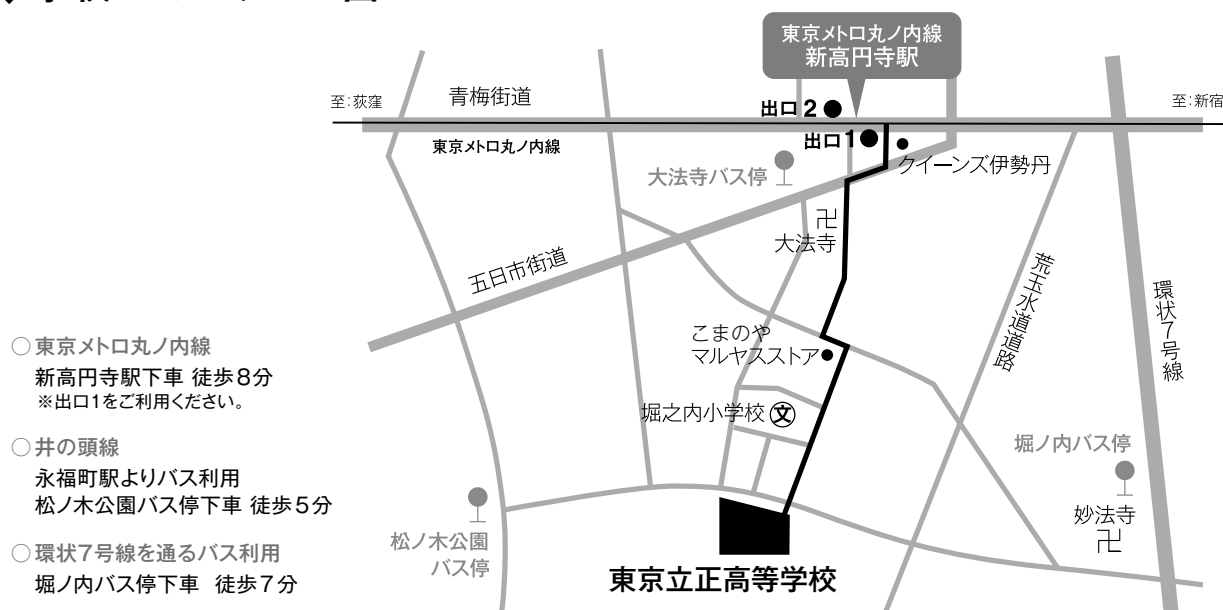 東京メトロ丸ノ内線
新高円寺駅
至:荻窪
青梅街道
出口2
至:新宿
東京メトロ丸ノ内線
出口1
クイーンズ伊勢丹
大法寺バス停
卍
大法寺
五日市街道
荒玉水道道路
環状7号線
こまのや
マルヤスストア
堀之内小学校
文
堀ノ内バス停
妙法寺
卍
松ノ木公園
バス停
東京立正高等学校
○東京メトロ丸ノ内線
新高円寺駅下車 徒歩8分
※出口1をご利用ください。
○井の頭線
永福町駅よりバス利用
松ノ木公園バス停下車 徒歩5分
○環状7号線を通るバス利用
堀ノ内バス停下車 徒歩7分